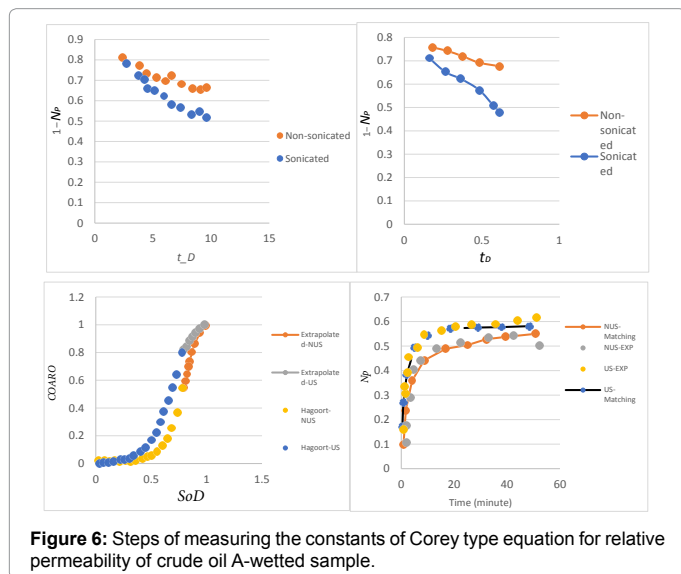 0.9
0.8
0.7
0.6
0.5
0.4
0.3
0.2
0.1
0
1−NP
0 5 10 15
t_D
Non-sonicated
Sonicated
0.9
0.8
0.7
0.6
0.5
0.4
0.3
0.2
0.1
0
1−NP
0 0.5 1
tD
Non-
sonicat
ed
Sonicat
ed
1.2
1
0.8
0.6
0.4
0.2
0
COARO
0 0.5 1 1.5
SoD
Extrapolate
d-NUS
Extrapolate
d-US
Hagoort-
NUS
Hagoort-US
0.7
0.6
0.5
0.4
0.3
0.2
0.1
0
Np
0 20 40 60
Time (minute)
NUS-
Matching
NUS-EXP
US-EXP
US-
Matching
Figure 6: Steps of measuring the constants of Corey type equation for relative
permeability of crude oil A-wetted sample.